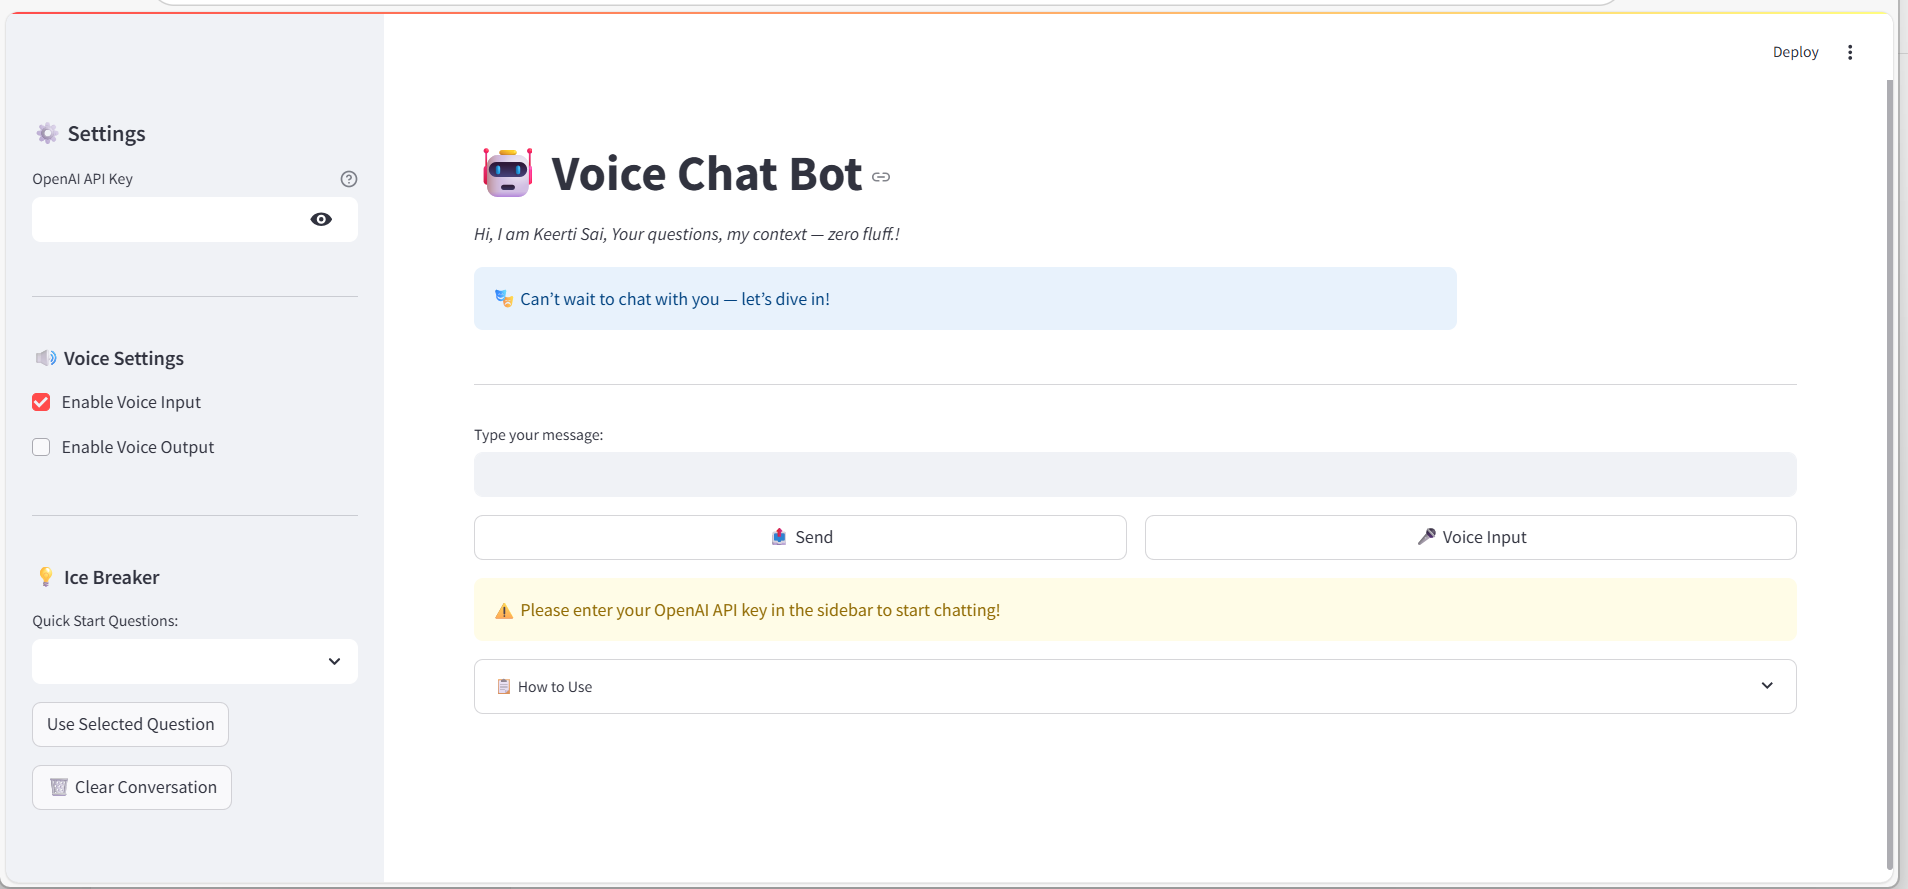 Deploy
Settings
OpenAI API Key
Voice Settings
Enable Voice Input
Enable Voice Output
Ice Breaker
Quick Start Questions:
Use Selected Question
Clear Conversation
Voice Chat Bot
Hi, I am Keerti Sai, Your questions, my context — zero fluff.!
Can’t wait to chat with you — let’s dive in!
Type your message:
Send
Voice Input
Please enter your OpenAI API key in the sidebar to start chatting!
How to Use